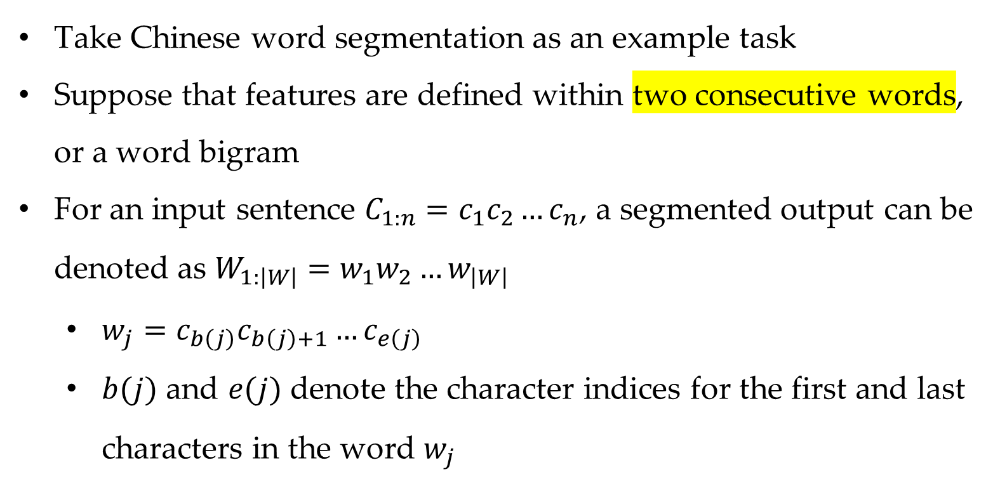 • Take Chinese word segmentation as an example task
• Suppose that features are defined within two consecutive words,
or a word bigram
• For an input sentence $C_{1:n} = c_1 c_2 \ldots c_n$, a segmented output can be
denoted as $W_{1:|W|} = w_1 w_2 \ldots w_{|W|}$
• $w_j = c_{b(j)} c_{b(j)+1} \ldots c_{e(j)}$
• $b(j)$ and $e(j)$ denote the character indices for the first and last
characters in the word $w_j$